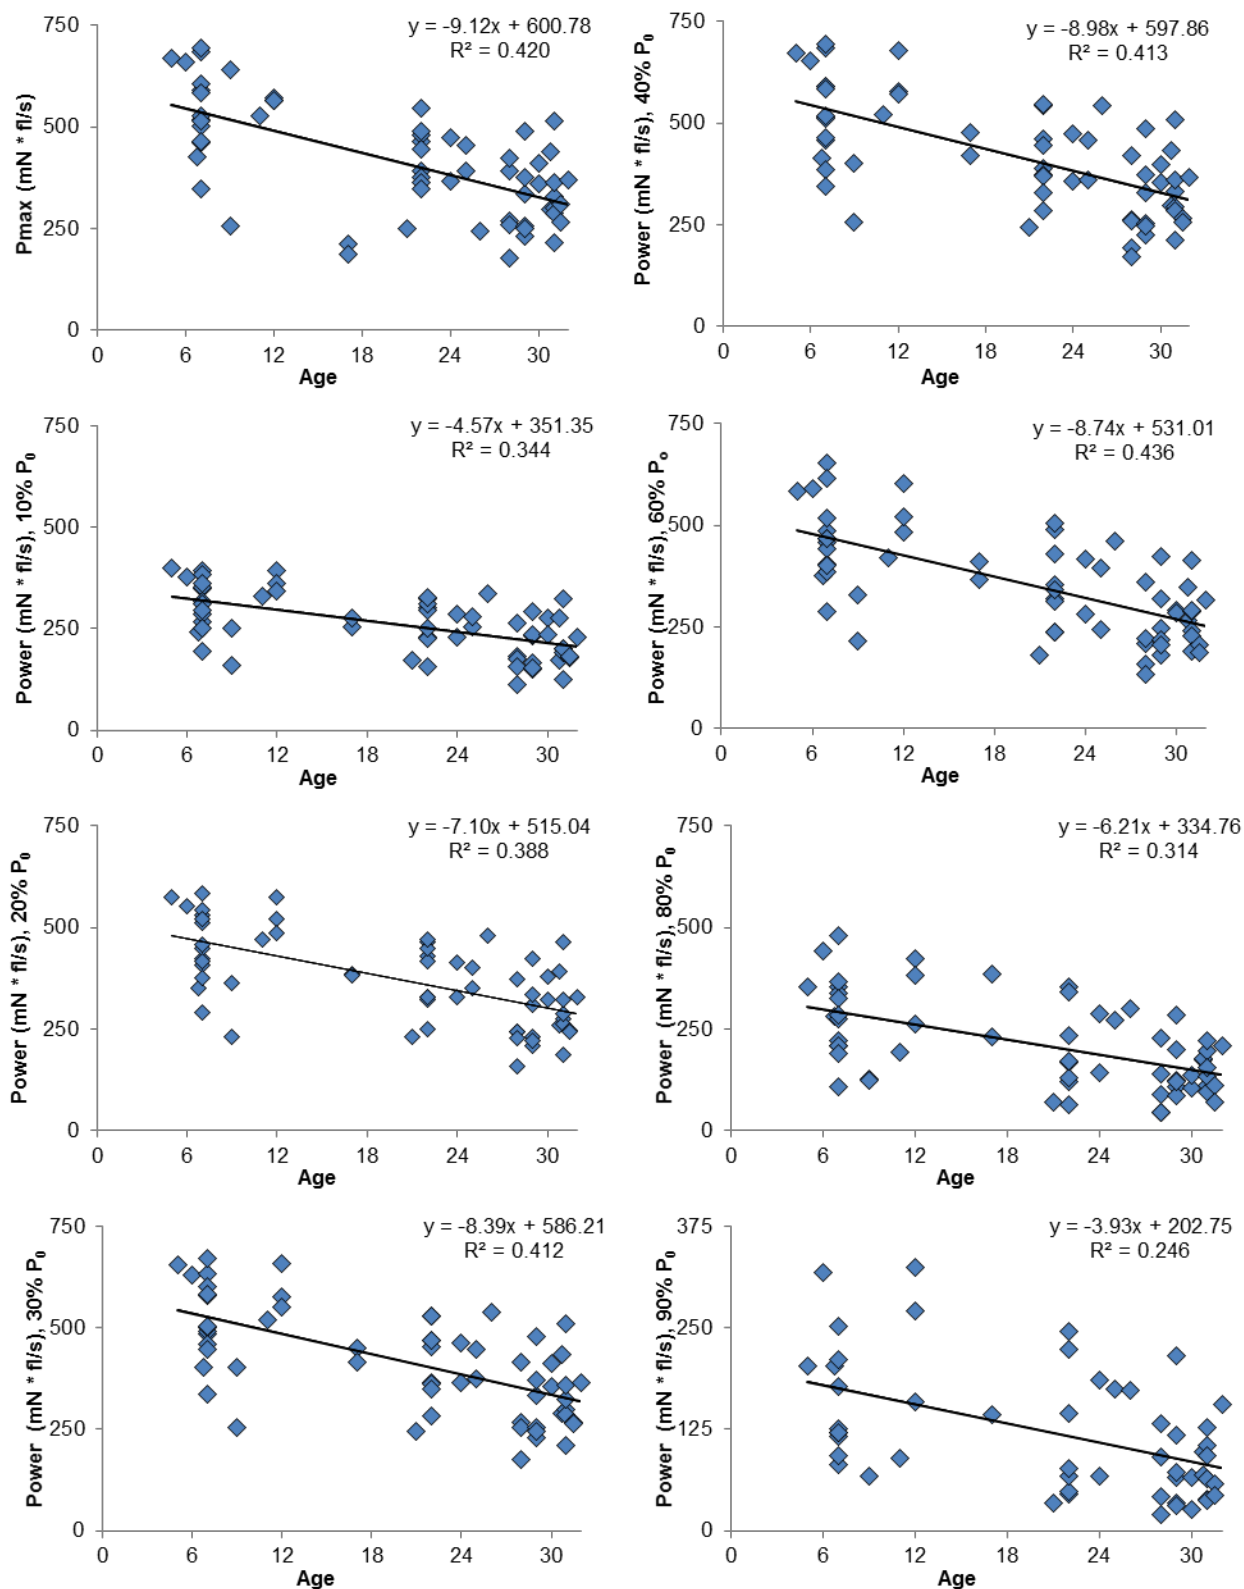 y = -9.12x + 600.78
R² = 0.420
Pmax (mN * fl/s)
750
500
250
0
0 6 12 18 24 30
Age
y = -8.98x + 597.86
R² = 0.413
Power (mN * fl/s), 40% P₀
750
500
250
0
0 6 12 18 24 30
Age
y = -4.57x + 351.35
R² = 0.344
Power (mN * fl/s), 10% P₀
750
500
250
0
0 6 12 18 24 30
Age
y = -8.74x + 531.01
R² = 0.436
Power (mN * fl/s), 60% Pₒ
750
500
250
0
0 6 12 18 24 30
Age
y = -7.10x + 515.04
R² = 0.388
Power (mN * fl/s), 20% P₀
750
500
250
0
0 6 12 18 24 30
Age
y = -6.21x + 334.76
R² = 0.314
Power (mN * fl/s), 80% P₀
750
500
250
0
0 6 12 18 24 30
Age
y = -8.39x + 586.21
R² = 0.412
Power (mN * fl/s), 30% P₀
750
500
250
0
0 6 12 18 24 30
Age
y = -3.93x + 202.75
R² = 0.246
Power (mN * fl/s), 90% P₀
375
250
125
0
0 6 12 18 24 30
Age